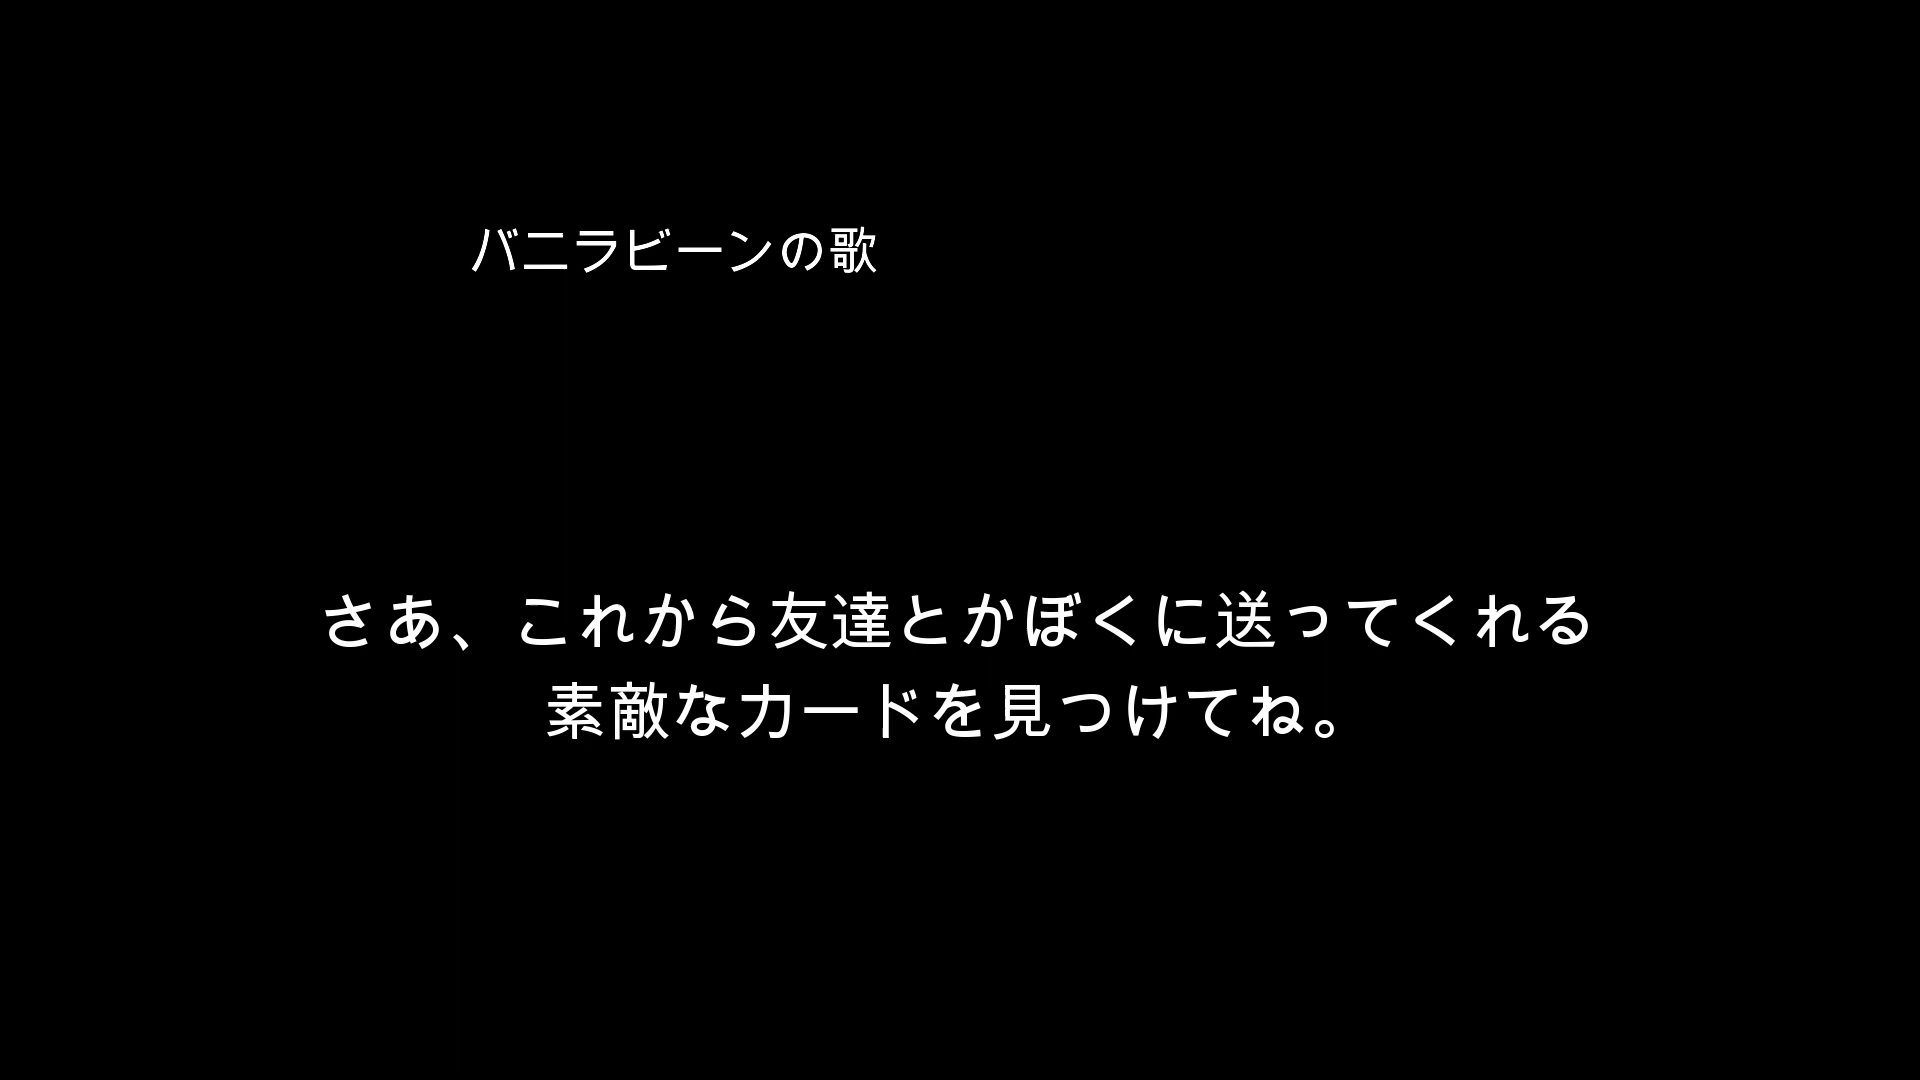 バニラビーンの歌
さあ、これから友達とかぼくに送ってくれる
素敵なカードを見つけてね。